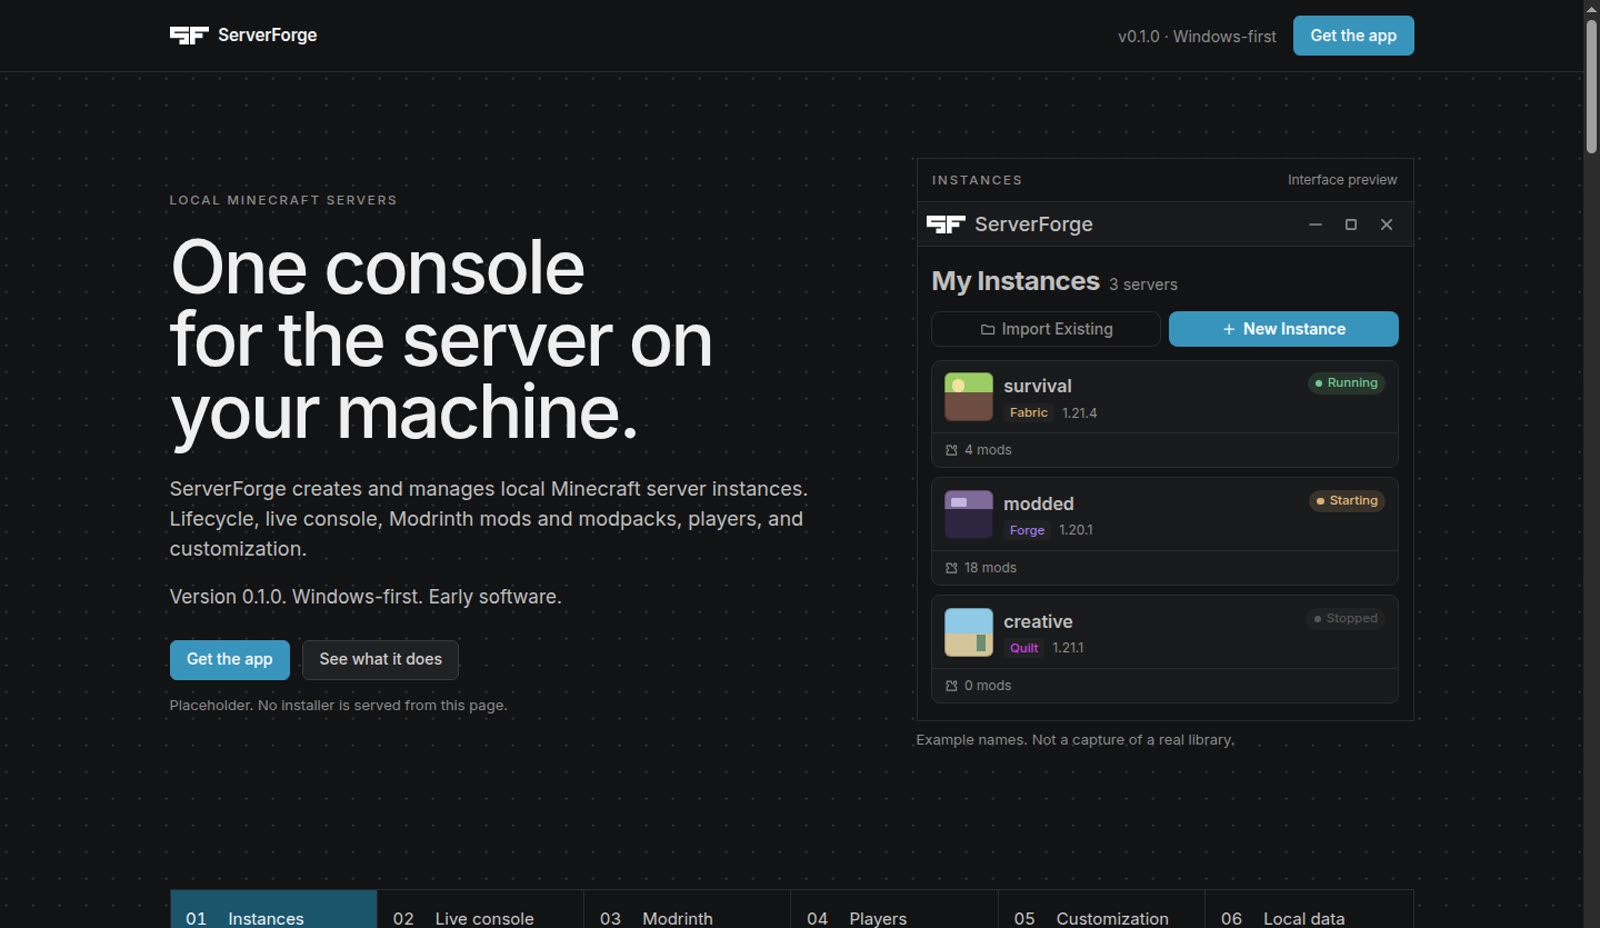 SF ServerForge
v0.1.0 · Windows-first
Get the app
LOCAL MINECRAFT SERVERS
One console
for the server on
your machine.
ServerForge creates and manages local Minecraft server instances.
Lifecycle, live console, Modrinth mods and modpacks, players, and
customization.
Version 0.1.0. Windows-first. Early software.
Get the app
See what it does
Placeholder. No installer is served from this page.
INSTANCES
Interface preview
SF ServerForge
My Instances 3 servers
Import Existing
+ New Instance
survival
Running
Fabric 1.21.4
4 mods
modded
Starting
Forge 1.20.1
18 mods
creative
Stopped
Quilt 1.21.1
0 mods
Example names. Not a capture of a real library.
01 Instances
02 Live console
03 Modrinth
04 Players
05 Customization
06 Local data